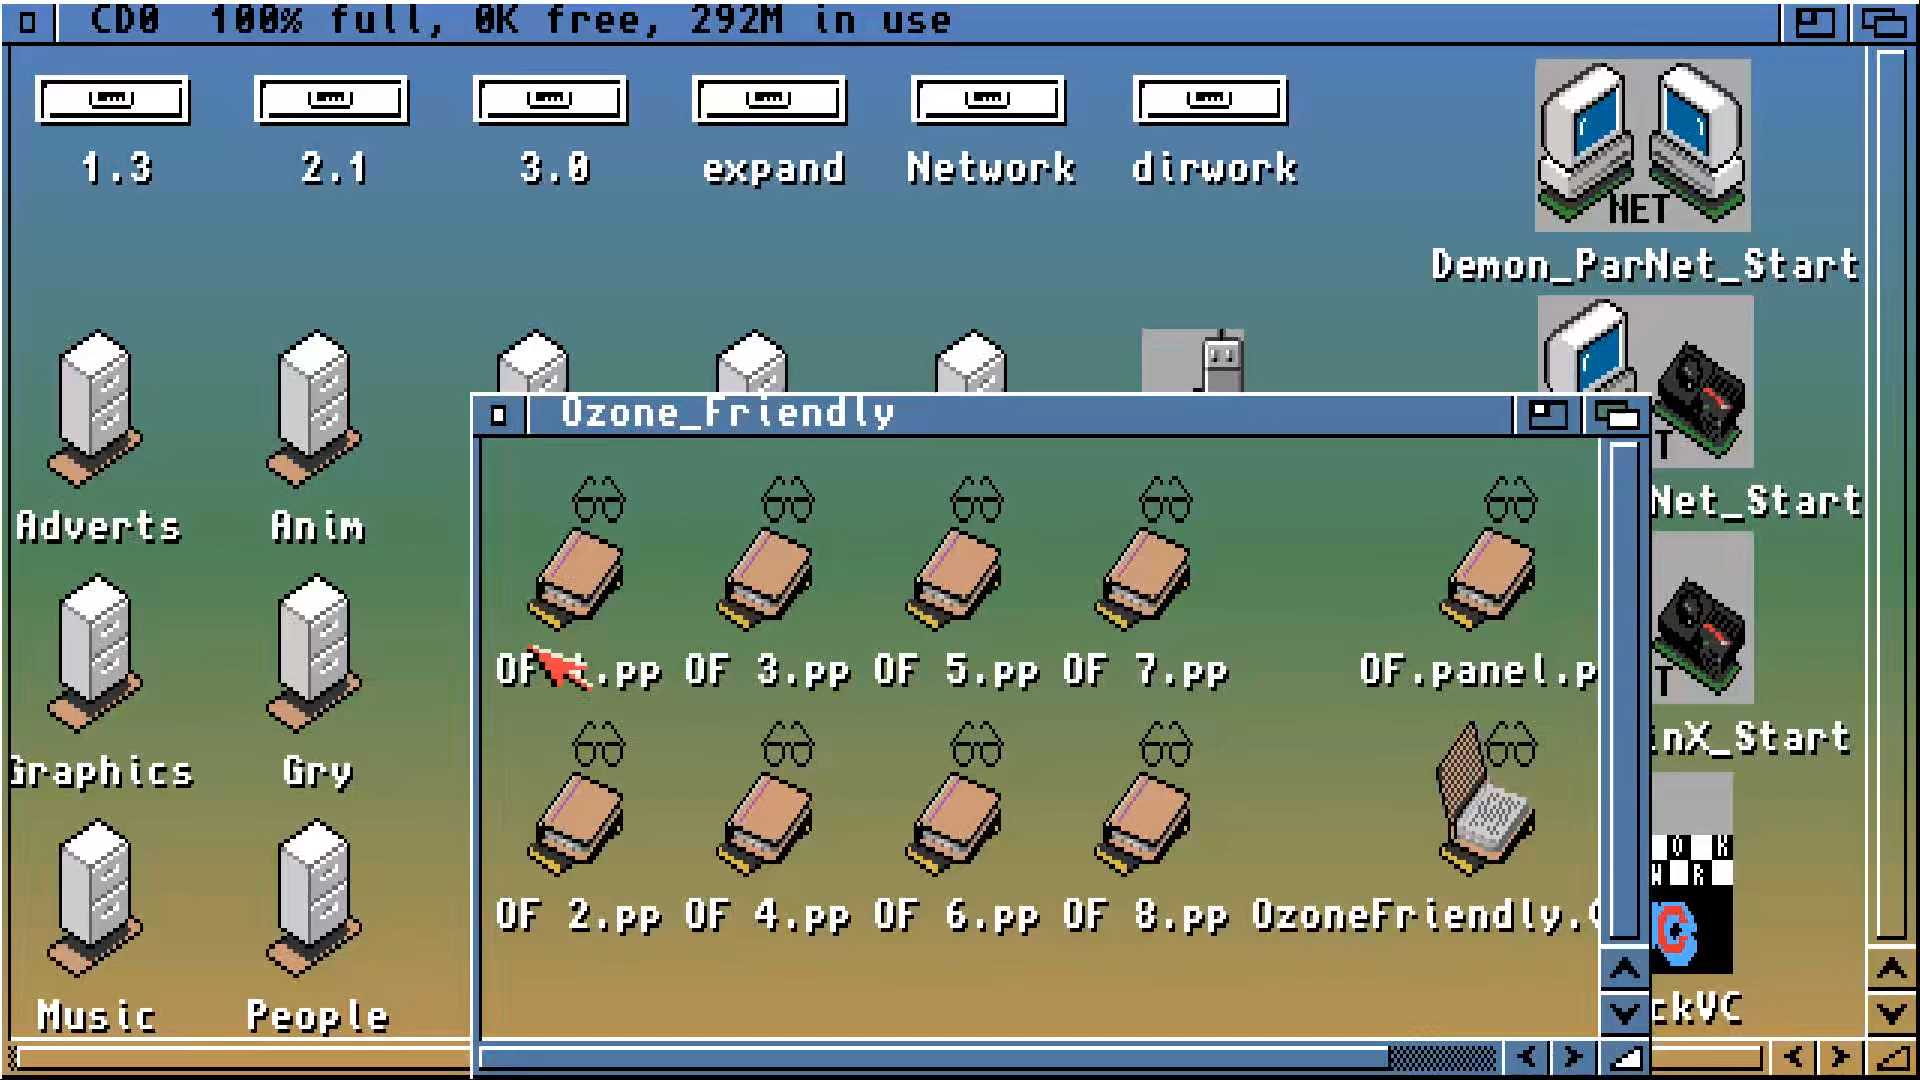 CD0 100% full, 0K free, 292M in use
1.3 2.1 3.0 expand Network dirwork
NET
Demon_ParNet_Start
T
Net_Start
Adverts Anim
Ozone_Friendly
OF .pp OF 3.pp OF 5.pp OF 7.pp OF.panel.p
T
inX_Start
Graphics Gry
OF 2.pp OF 4.pp OF 6.pp OF 8.pp OzoneFriendly.
O R
W R
C
ckVC
Music People